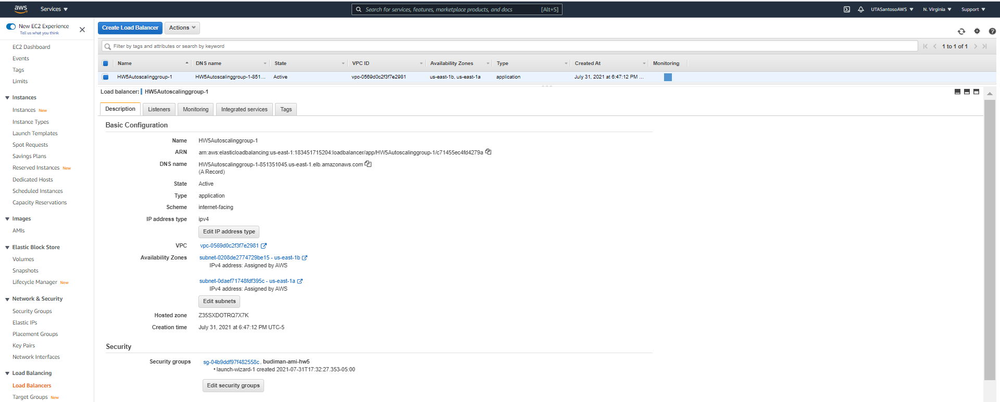 aws
Services
Search for services, features, marketplace products, and docs [Alt+S]
UTASantosoAWS
N. Virginia
Support
New EC2 Experience
Tell us what you think
EC2 Dashboard
Events
Tags
Limits
Instances
Instances New
Instance Types
Launch Templates
Spot Requests
Savings Plans
Reserved Instances New
Dedicated Hosts
Scheduled Instances
Capacity Reservations
Images
AMIs
Elastic Block Store
Volumes
Snapshots
Lifecycle Manager New
Network & Security
Security Groups
Elastic IPs
Placement Groups
Key Pairs
Network Interfaces
Load Balancing
Load Balancers
Target Groups New
Create Load Balancer Actions
Filter by tags and attributes or search by keyword
1 to 1 of 1
Name DNS name State VPC ID Availability Zones Type Created At Monitoring
HW5Autoscalinggroup-1 HW5Autoscalinggroup-1-851... Active vpc-0569d0c2f3f7e2981 us-east-1b, us-east-1a application July 31, 2021 at 6:47:12 PM ...
Load balancer: HW5Autoscalinggroup-1
Description Listeners Monitoring Integrated services Tags
Basic Configuration
Name HW5Autoscalinggroup-1
ARN arn:aws:elasticloadbalancing:us-east-1:183451715204:loadbalancer/app/HW5Autoscalinggroup-1/c71455ec4fd4279a
DNS name HW5Autoscalinggroup-1-851351045.us-east-1.elb.amazonaws.com
(A Record)
State Active
Type application
Scheme internet-facing
IP address type ipv4
Edit IP address type
VPC vpc-0569d0c2f3f7e2981
Availability Zones subnet-0208de2774729be15 - us-east-1b
IPv4 address: Assigned by AWS
subnet-0daef71748fdf395c - us-east-1a
IPv4 address: Assigned by AWS
Edit subnets
Hosted zone Z35SXDOTRQ7X7K
Creation time July 31, 2021 at 6:47:12 PM UTC-5
Security
Security groups sg-04b9ddf97f482558c, budiman-ami-hw5
• launch-wizard-1 created 2021-07-31T17:32:27.353-05:00
Edit security groups